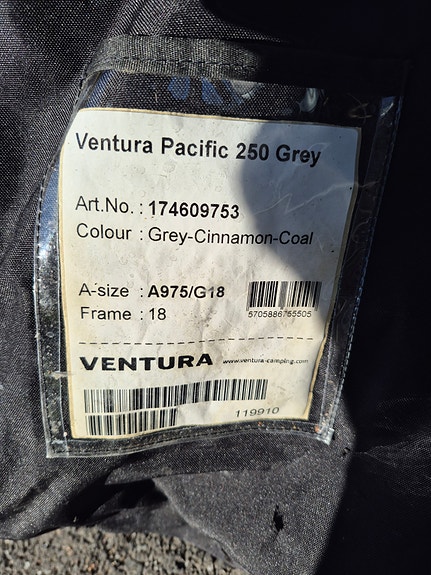 Ventura Pacific 250 Grey
Art.No. : 174609753
Colour : Grey-Cinnamon-Coal
A-size : A975/G18
Frame : 18
5705886755505
VENTURA www.ventura-camping.com
119910